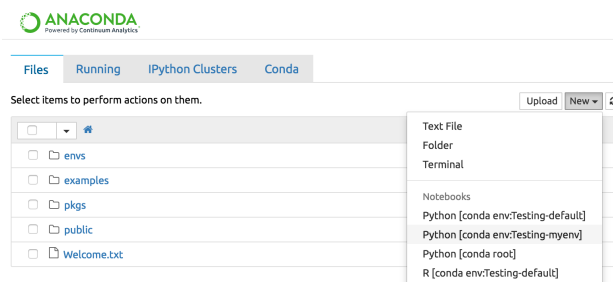 ANACONDA
Powered by Continuum Analytics
Files Running IPython Clusters Conda
Select items to perform actions on them.
Upload New
envs
examples
pkgs
public
Welcome.txt
Text File
Folder
Terminal
Notebooks
Python [conda env:Testing-default]
Python [conda env:Testing-myenv]
Python [conda root]
R [conda env:Testing-default]